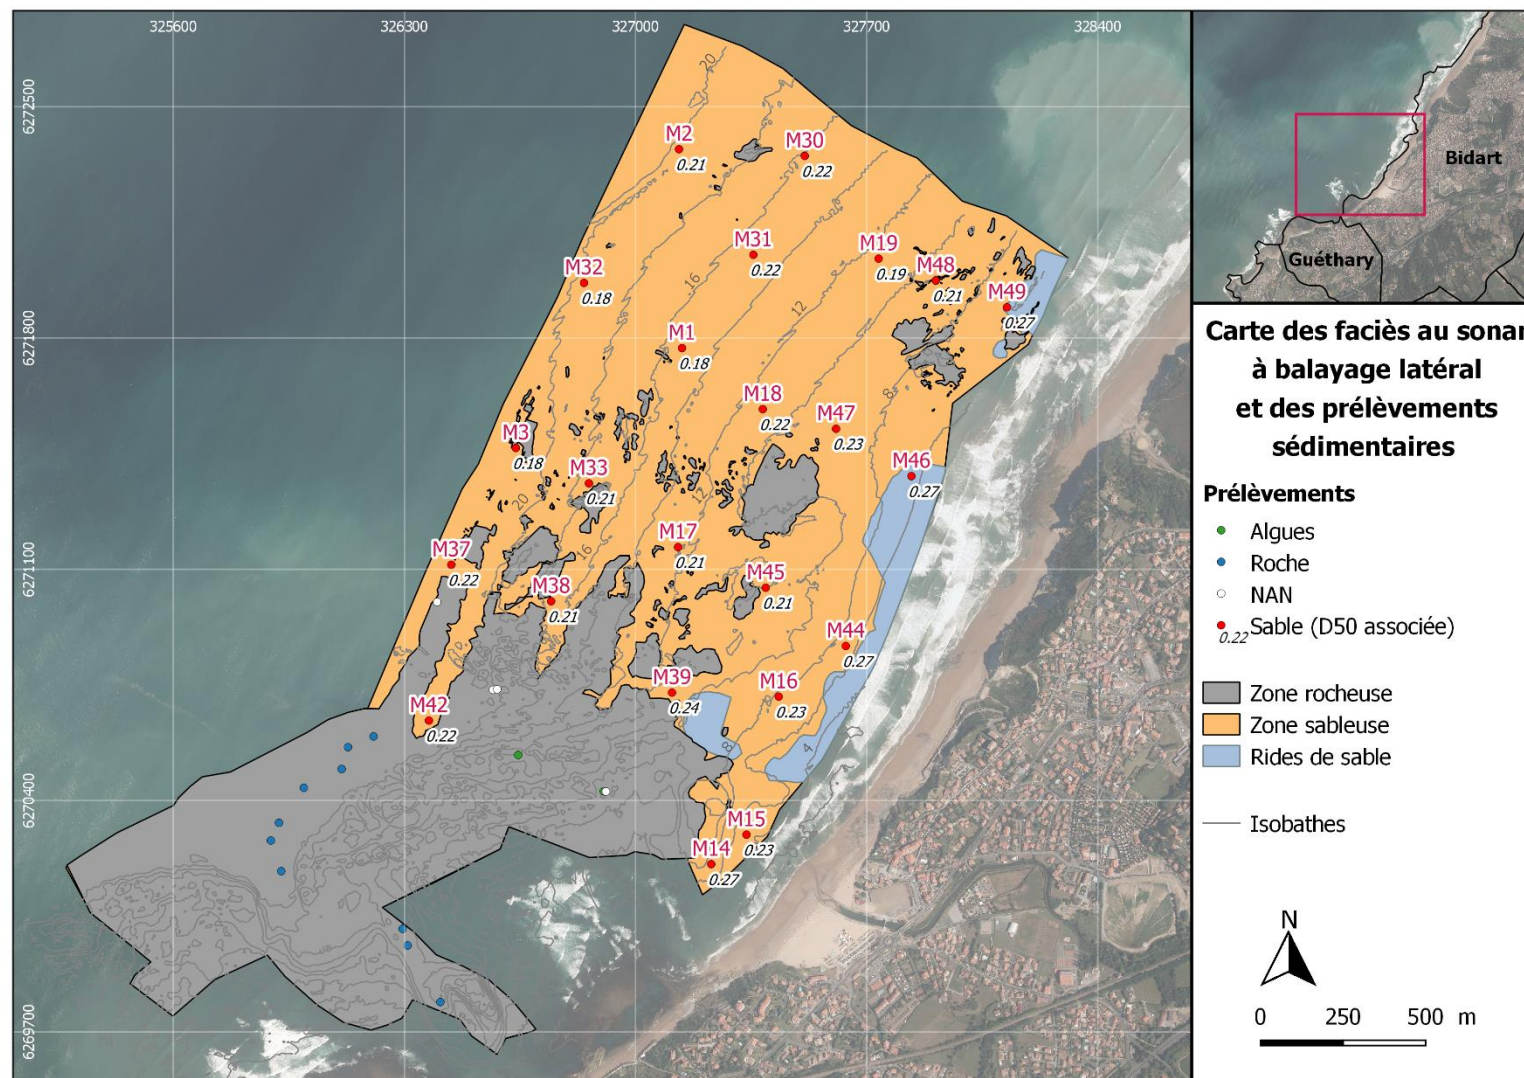 325600 326300 327000 327700 328400
6272500
6271800
6271100
6270400
6269700
20
M2
0.21
M30
0.22
M31
0.22
M19
0.19
M48
0.21
M32
0.18
16
M49
0.27
12
M1
0.18
M18
0.22
8
M47
0.23
M3
0.18
M46
0.27
M33
0.21
20
12
M17
0.21
16
M37
0.22
M38
0.21
M45
0.21
M44
0.27
M39
0.24
M16
0.23
M42
0.22
8
4
M15
0.23
M14
0.27
Bidart
Guéthary
Carte des faciès au sonar
à balayage latéral
et des prélèvements
sédimentaires
Prélèvements
Algues
Roche
NAN
0.22 Sable (D50 associée)
Zone rocheuse
Zone sableuse
Rides de sable
Isobathes
N
0 250 500 m